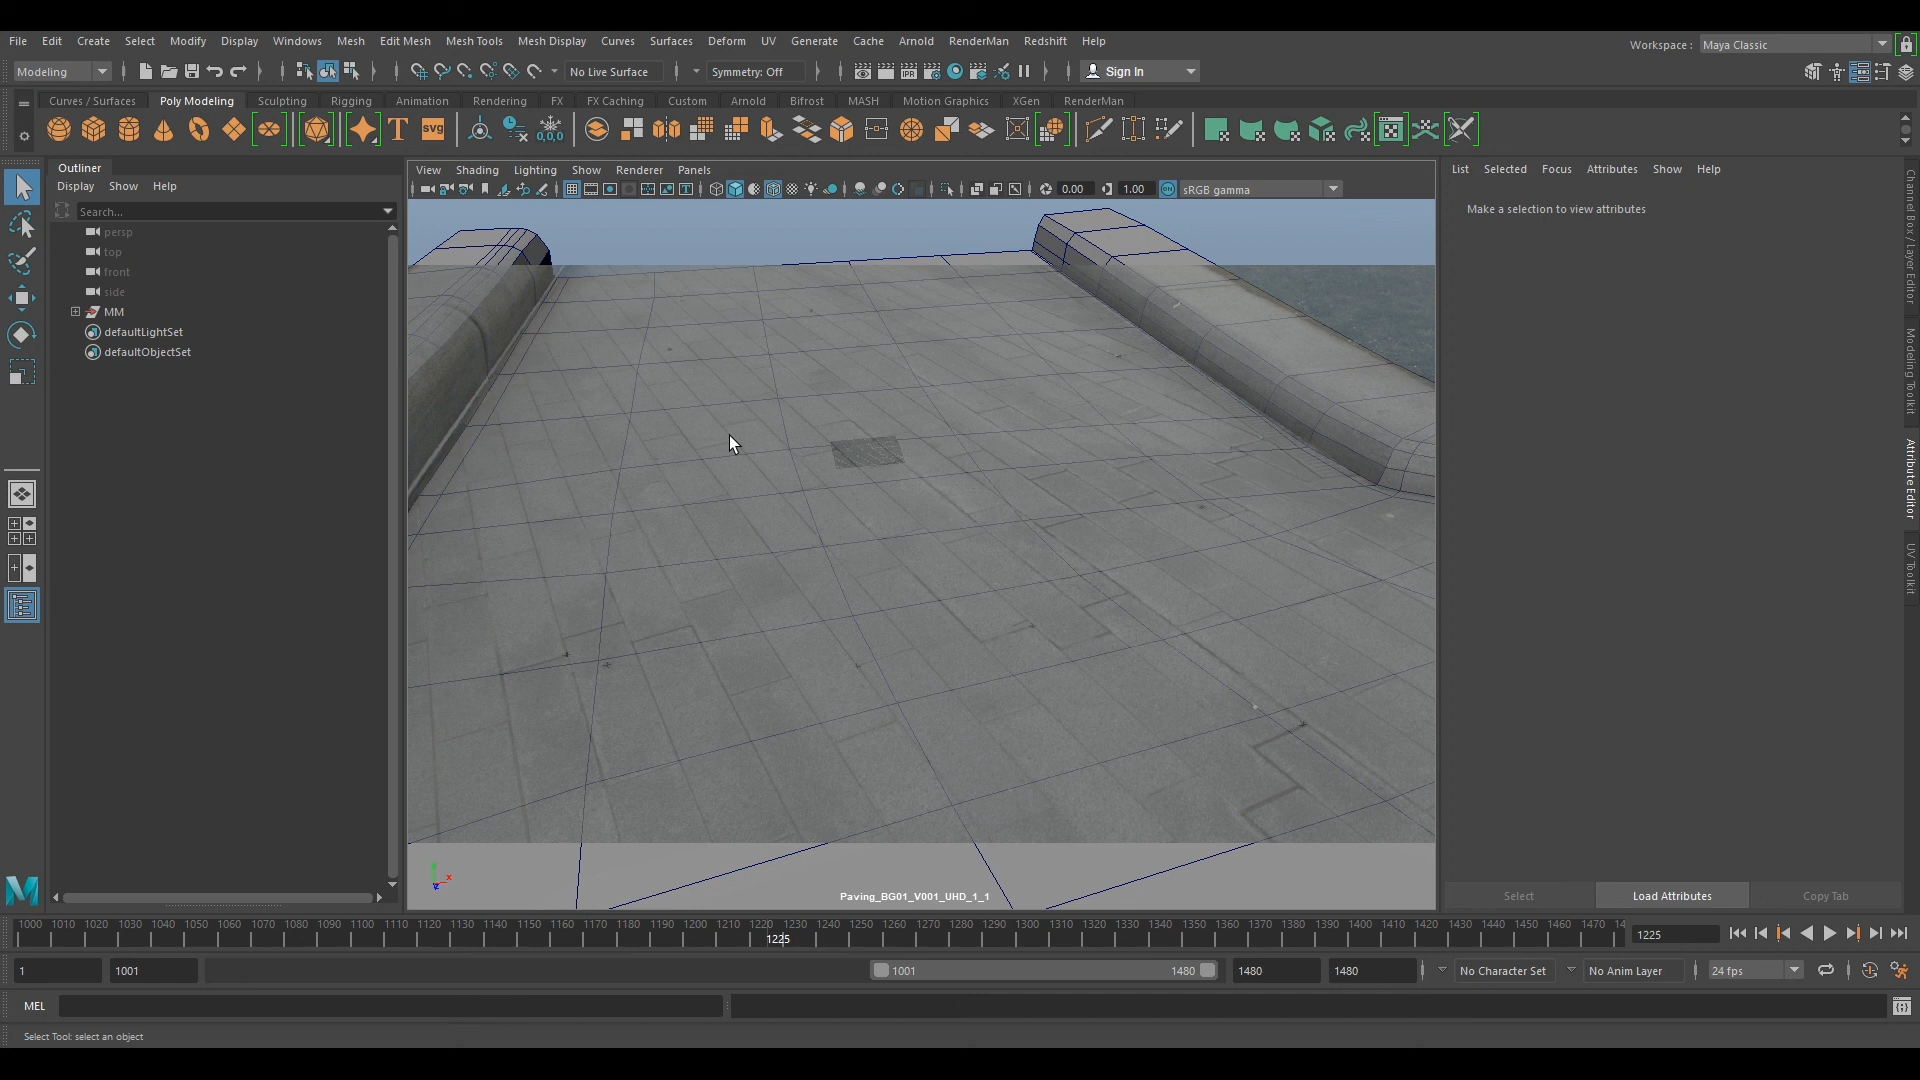 File Edit Create Select Modify Display Windows Mesh Edit Mesh Mesh Tools Mesh Display Curves Surfaces Deform UV Generate Cache Arnold RenderMan Redshift Help Workspace : Maya Classic
Modeling No Live Surface Symmetry: Off IPR Sign In
Curves / Surfaces Poly Modeling Sculpting Rigging Animation Rendering FX FX Caching Custom Arnold Bifrost MASH Motion Graphics XGen RenderMan
T SVG 0,0,0
Outliner
Display Show Help
Search...
persp
top
front
side
MM
defaultLightSet
defaultObjectSet
View Shading Lighting Show Renderer Panels
0.00 1.00 ON sRGB gamma
Paving_BG01_V001_UHD_1_1
x
List Selected Focus Attributes Show Help
Make a selection to view attributes
Select Load Attributes Copy Tab
Channel Box / Layer Editor
Modeling Toolkit
Attribute Editor
UV Toolkit
1000 1010 1020 1030 1040 1050 1060 1070 1080 1090 1100 1110 1120 1130 1140 1150 1160 1170 1180 1190 1200 1210 1220 1230 1240 1250 1260 1270 1280 1290 1300 1310 1320 1330 1340 1350 1360 1370 1380 1390 1400 1410 1420 1430 1440 1450 1460 1470 14
1225 1225
1 1001 1001 1480 1480 1480 No Character Set No Anim Layer 24 fps
MEL
Select Tool: select an object